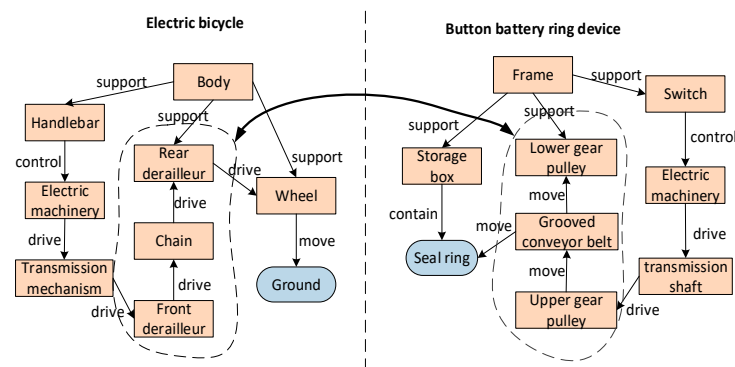 Electric bicycle
Body
support
support
support
Handlebar
control
Electric
machinery
drive
Transmission
mechanism
drive
Rear
derailleur
drive
drive
Chain
drive
Front
derailleur
Wheel
move
Ground
Button battery ring device
Frame
support
support
support
Switch
Storage
box
Lower gear
pulley
control
contain
move
move
Electric
machinery
Grooved
conveyor belt
Seal ring
drive
move
transmission
shaft
Upper gear
pulley
drive